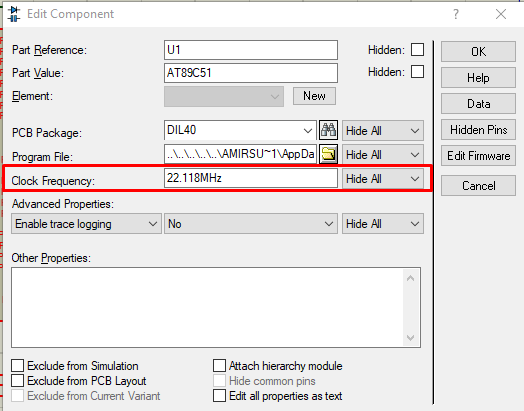 Edit Component ? ×
Part Reference: U1 Hidden:
Part Value: AT89C51 Hidden:
Element: New
PCB Package: DIL40 Hide All
Program File: ..\..\..\..\..\AMIRSU~1\AppDa Hide All
Clock Frequency: 22.118MHz Hide All
Advanced Properties:
Enable trace logging No Hide All
Other Properties:
Exclude from Simulation Attach hierarchy module
Exclude from PCB Layout Hide common pins
Exclude from Current Variant Edit all properties as text
OK
Help
Data
Hidden Pins
Edit Firmware
Cancel